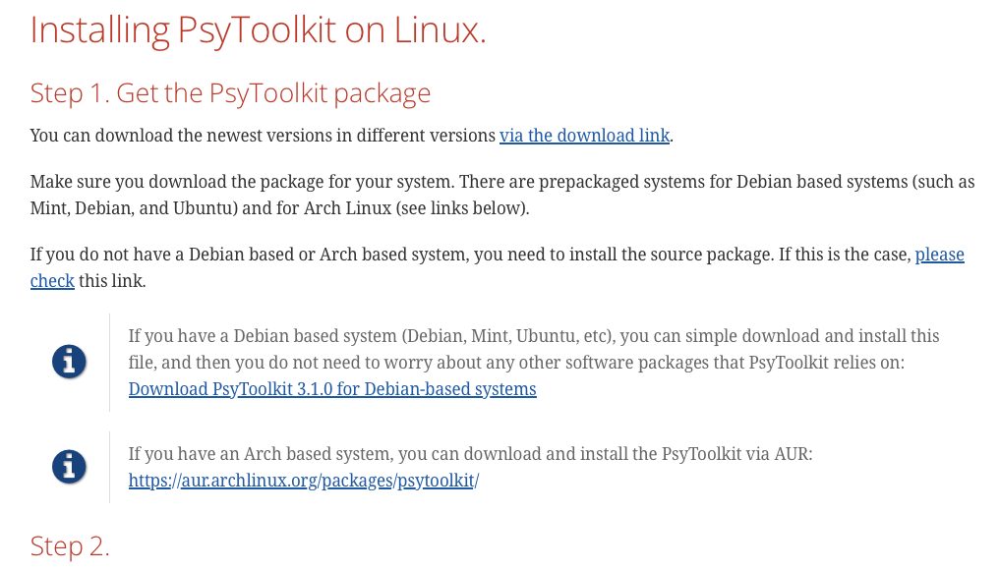 Installing PsyToolkit on Linux.
Step 1. Get the PsyToolkit package
You can download the newest versions in different versions via the download link.
Make sure you download the package for your system. There are prepackaged systems for Debian based systems (such as
Mint, Debian, and Ubuntu) and for Arch Linux (see links below).
If you do not have a Debian based or Arch based system, you need to install the source package. If this is the case, please
check this link.
If you have a Debian based system (Debian, Mint, Ubuntu, etc), you can simple download and install this
file, and then you do not need to worry about any other software packages that PsyToolkit relies on:
Download PsyToolkit 3.1.0 for Debian-based systems
If you have an Arch based system, you can download and install the PsyToolkit via AUR:
https://aur.archlinux.org/packages/psytoolkit/
Step 2.